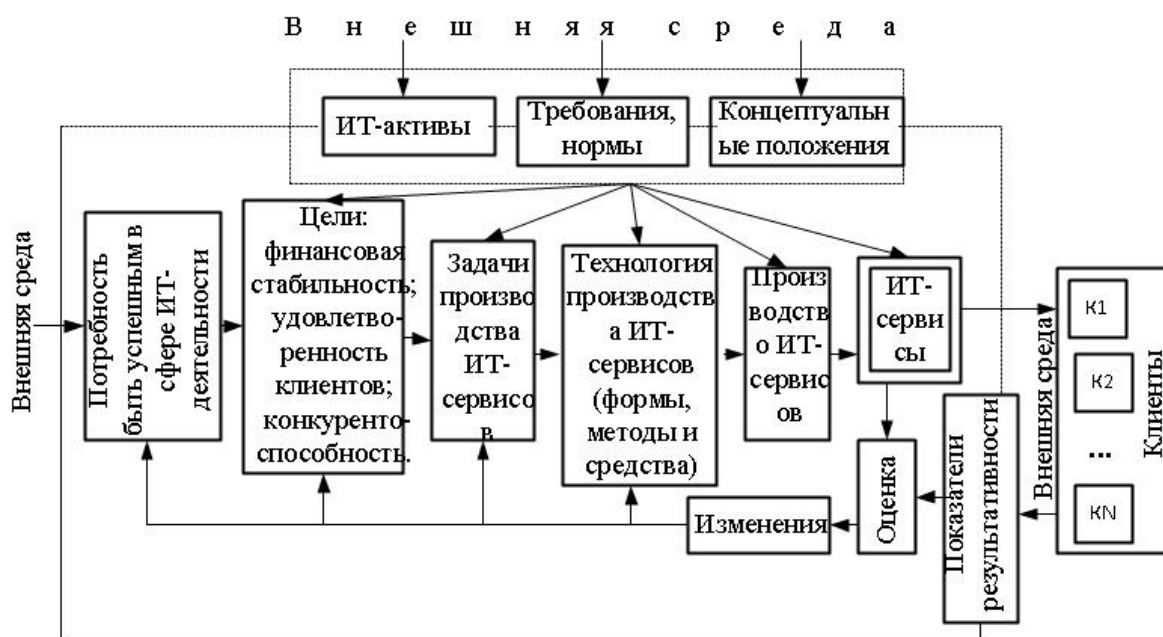 В н е ш н я я с р е д а
ИТ-активы
Требования,
нормы
Концептуальн
ые положения
Внешняя среда
Потребность
быть успешным в
сфере ИТ-
деятельности
Цели:
финансовая
стабильность;
удовлетво-
ренность
клиентов;
конкуренто-
способность.
Задачи
произво
дства
ИТ-
сервисо
в
Технология
производств
а ИТ-
сервисов
(формы,
методы и
средства)
Произ
водств
о ИТ-
сервис
ов
ИТ-
серви
сы
Внешняя среда
К1
К2
...
КN
Клиенты
Изменения
Оценка
Показатели
результативности